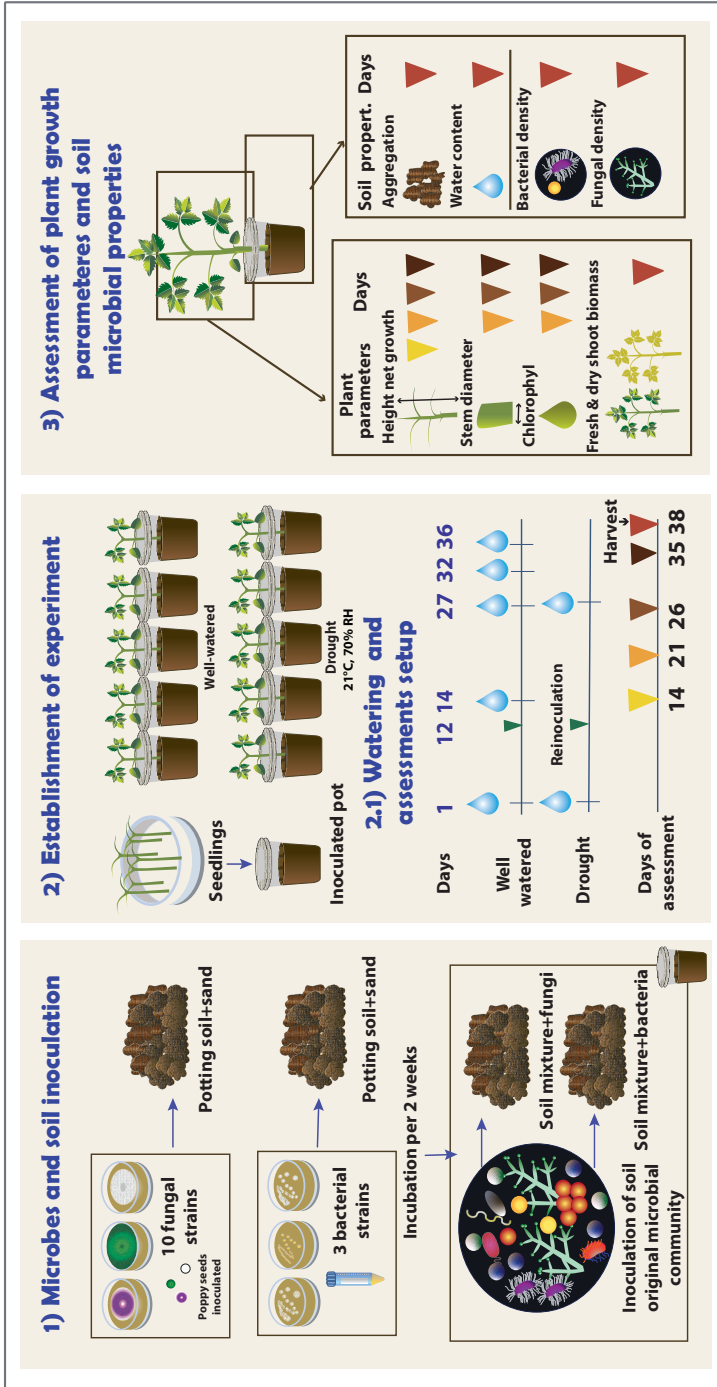 1) Microbes and soil inoculation
10 fungal
strains
Poppy seeds
inoculated
Potting soil+sand
3 bacterial
strains
Potting soil+sand
Incubation per 2 weeks
Inoculation of soil
original microbial
community
Soil mixture+fungi
Soil mixture+bacteria
2) Establishment of experiment
Seedlings
Inoculated pot
Well-watered
Drought
21°C, 70% RH
2.1) Watering and
assessments setup
Days 1 12 14 27 32 36
Well
watered
Reinoculation
Drought
Harvest
Days of
assessment
14 21 26 35 38
3) Assessment of plant growth
parameteres and soil
microbial properties
Plant
parameters Days
Height net growth
Stem diameter
Chlorophyl
Fresh & dry shoot biomass
Soil propert. Days
Aggregation
Water content
Bacterial density
Fungal density